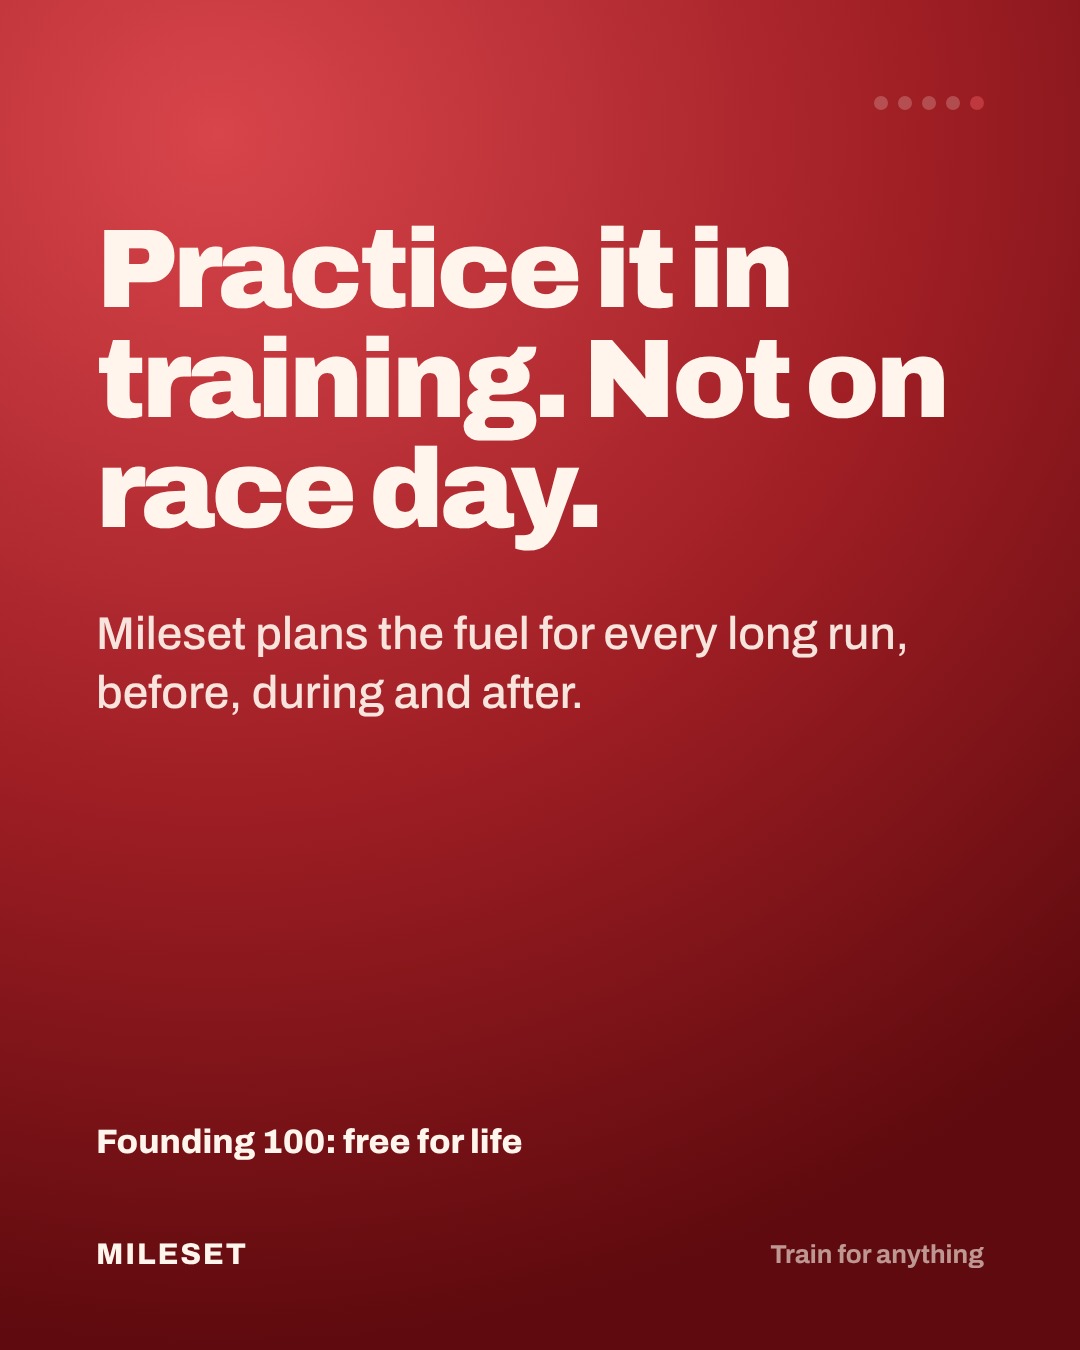 Practice it in
training. Not on
race day.
Mileset plans the fuel for every long run,
before, during and after.
Founding 100: free for life
MILESET
Train for anything